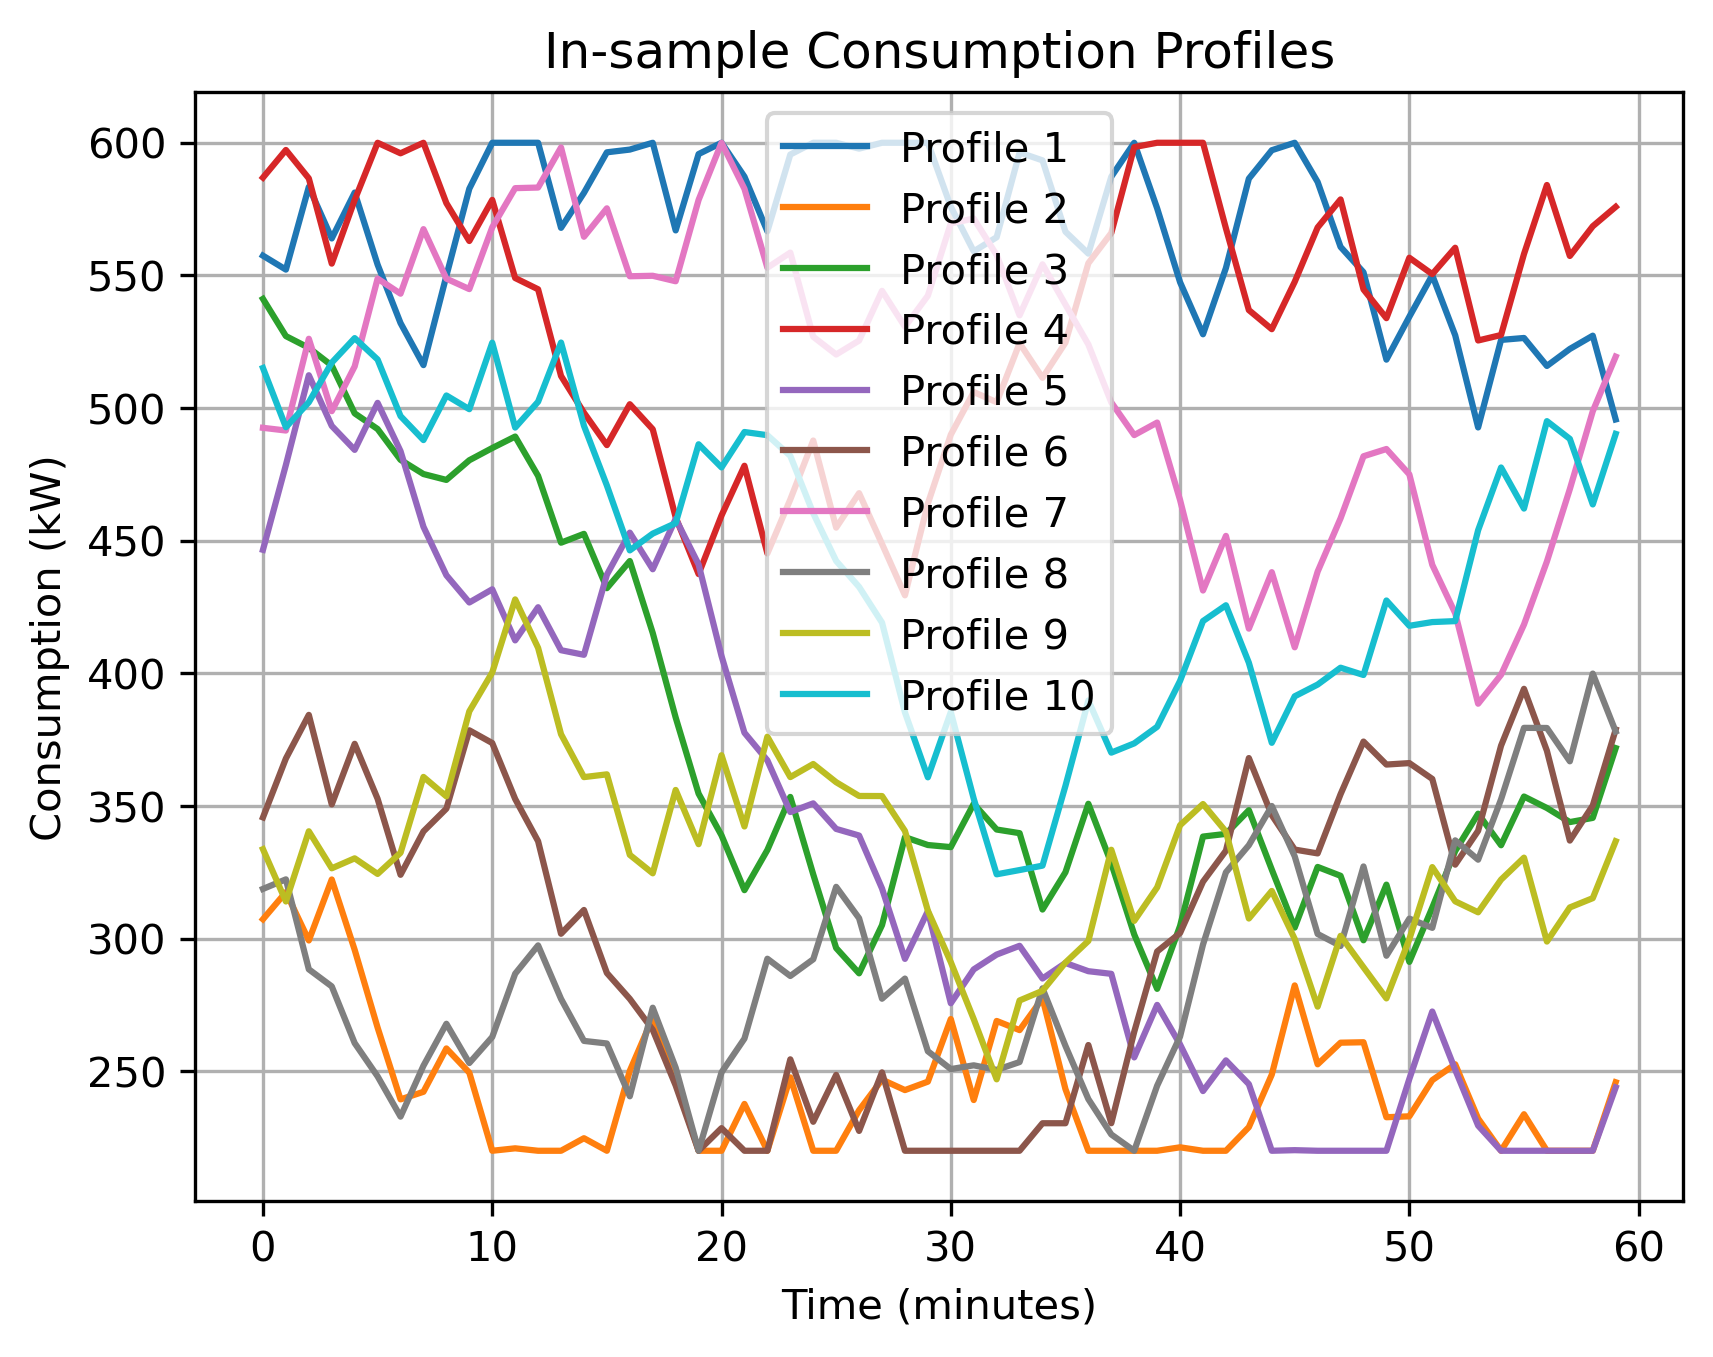 In-sample Consumption Profiles
Consumption (kW)
600
550
500
450
400
350
300
250
Profile 1
Profile 2
Profile 3
Profile 4
Profile 5
Profile 6
Profile 7
Profile 8
Profile 9
Profile 10
0 10 20 30 40 50 60
Time (minutes)